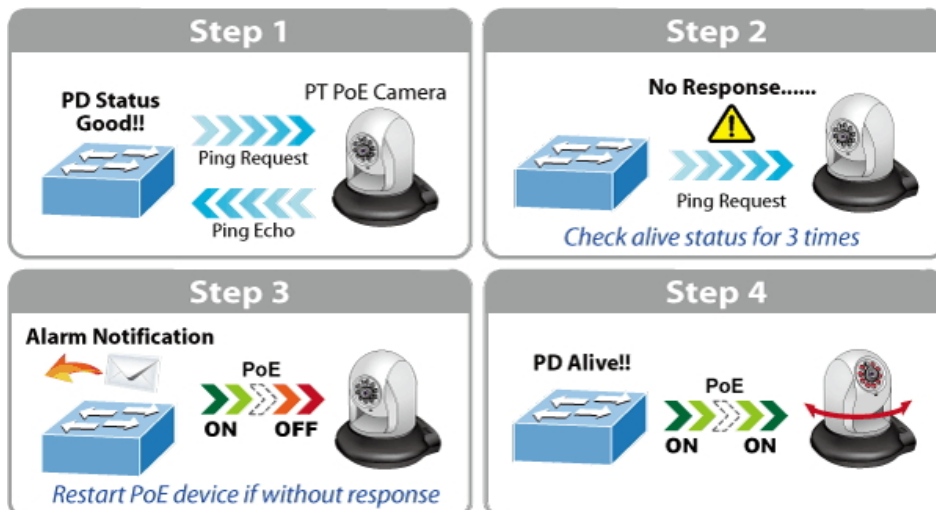 Step 1
PD Status
Good!!
PT PoE Camera
Ping Request
Ping Echo
Step 2
No Response......
Ping Request
Check alive status for 3 times
Step 3
Alarm Notification
PoE
ON OFF
Restart PoE device if without response
Step 4
PD Alive!!
PoE
ON ON